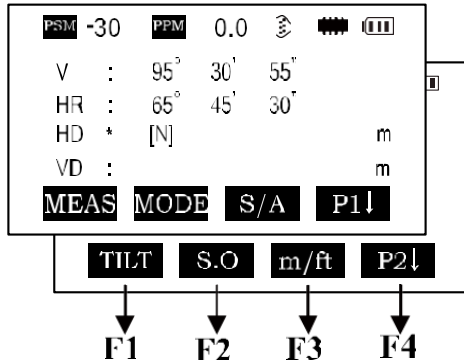 PSM -30 PPM 0.0
V : 95° 30' 55"
HR : 65° 45' 30"
HD * [N] m
VD : m
MEAS MODE S/A P1↓
TILT S.O m/ft P2↓
F1 F2 F3 F4